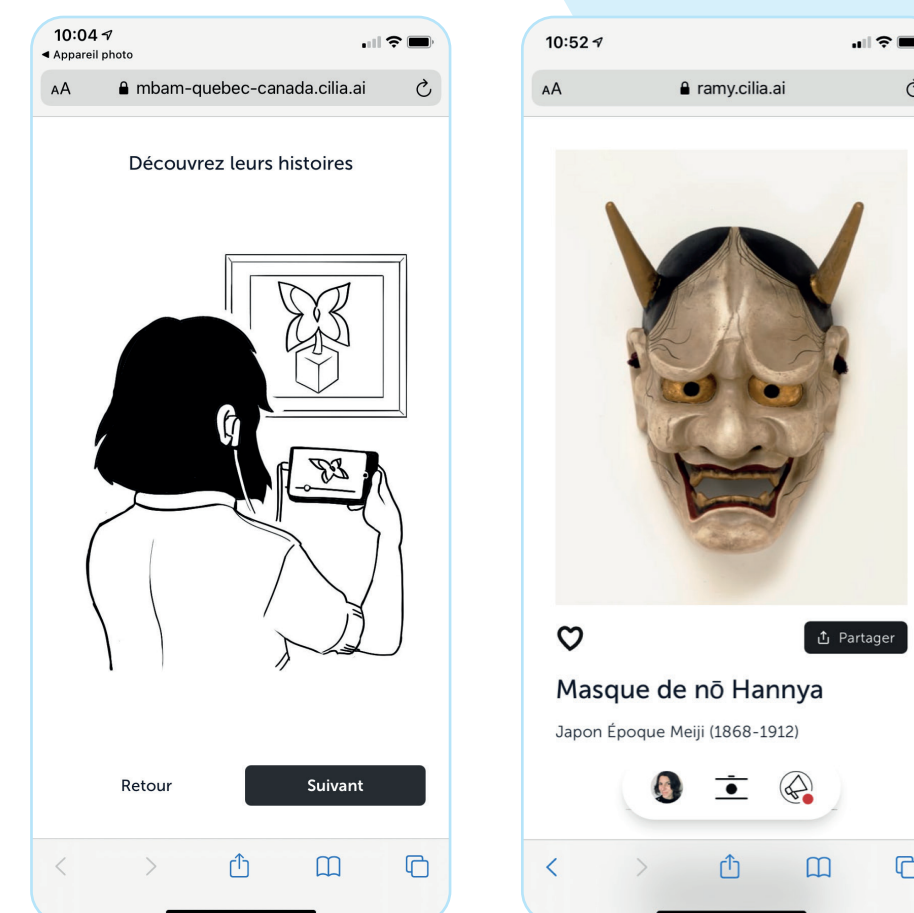 10:04
◀ Appareil photo
AA mbam-quebec-canada.cilia.ai
Découvrez leurs histoires
Retour
Suivant
10:52
AA ramy.cilia.ai
Partager
Masque de nō Hannya
Japon Époque Meiji (1868-1912)